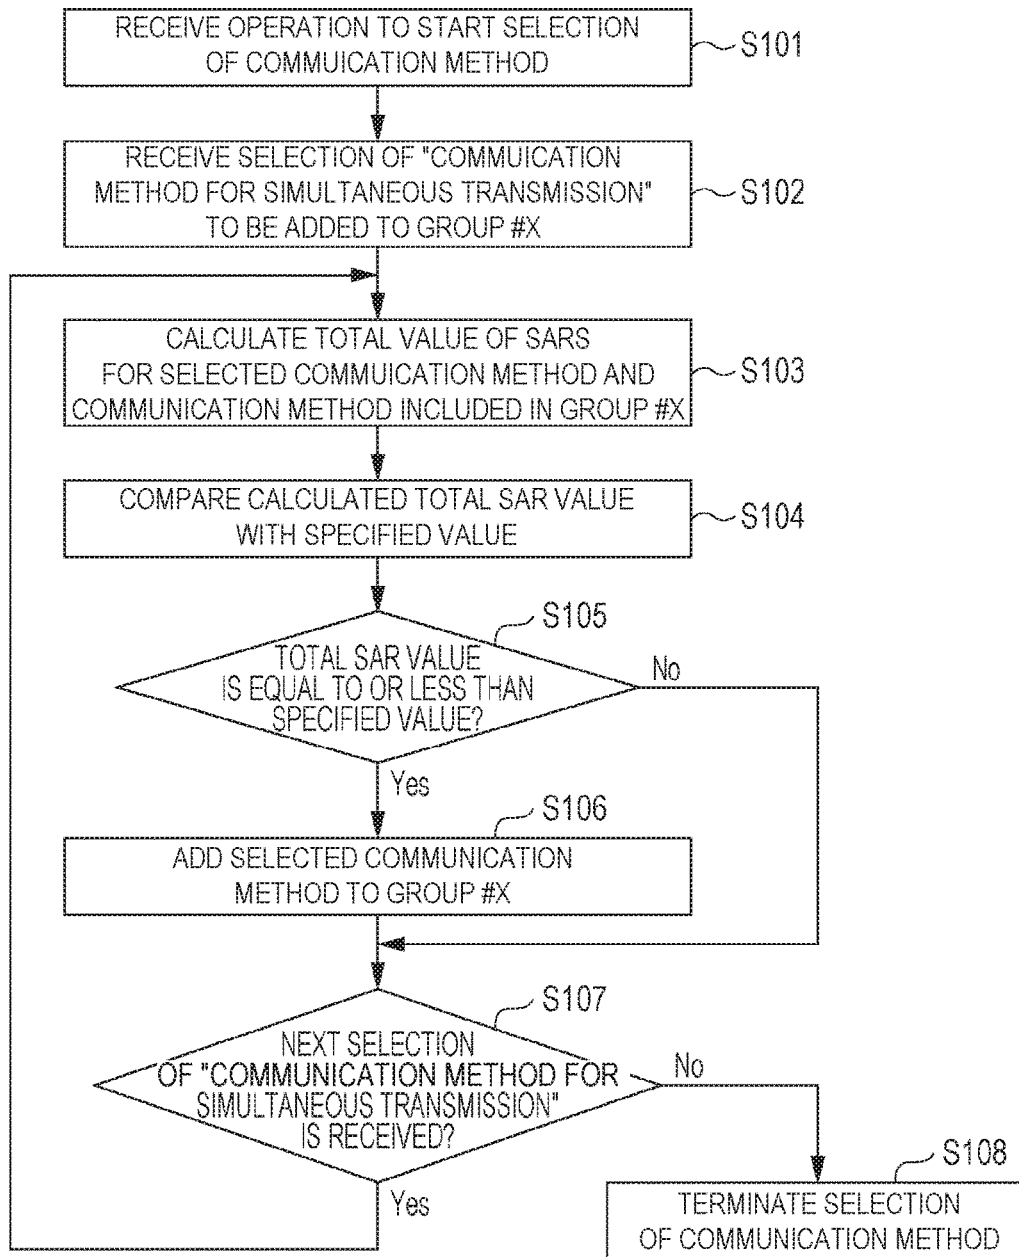 RECEIVE OPERATION TO START SELECTION
OF COMMUICATION METHOD
S101
RECEIVE SELECTION OF "COMMUICATION
METHOD FOR SIMULTANEOUS TRANSMISSION"
TO BE ADDED TO GROUP #X
S102
CALCULATE TOTAL VALUE OF SARS
FOR SELECTED COMMUICATION METHOD AND
COMMUNICATION METHOD INCLUDED IN GROUP #X
S103
COMPARE CALCULATED TOTAL SAR VALUE
WITH SPECIFIED VALUE
S104
S105
TOTAL SAR VALUE
IS EQUAL TO OR LESS THAN
SPECIFIED VALUE?
No
Yes
S106
ADD SELECTED COMMUNICATION
METHOD TO GROUP #X
S107
NEXT SELECTION
OF "COMMUNICATION METHOD FOR
SIMULTANEOUS TRANSMISSION"
IS RECEIVED?
No
Yes
S108
TERMINATE SELECTION
OF COMMUNICATION METHOD